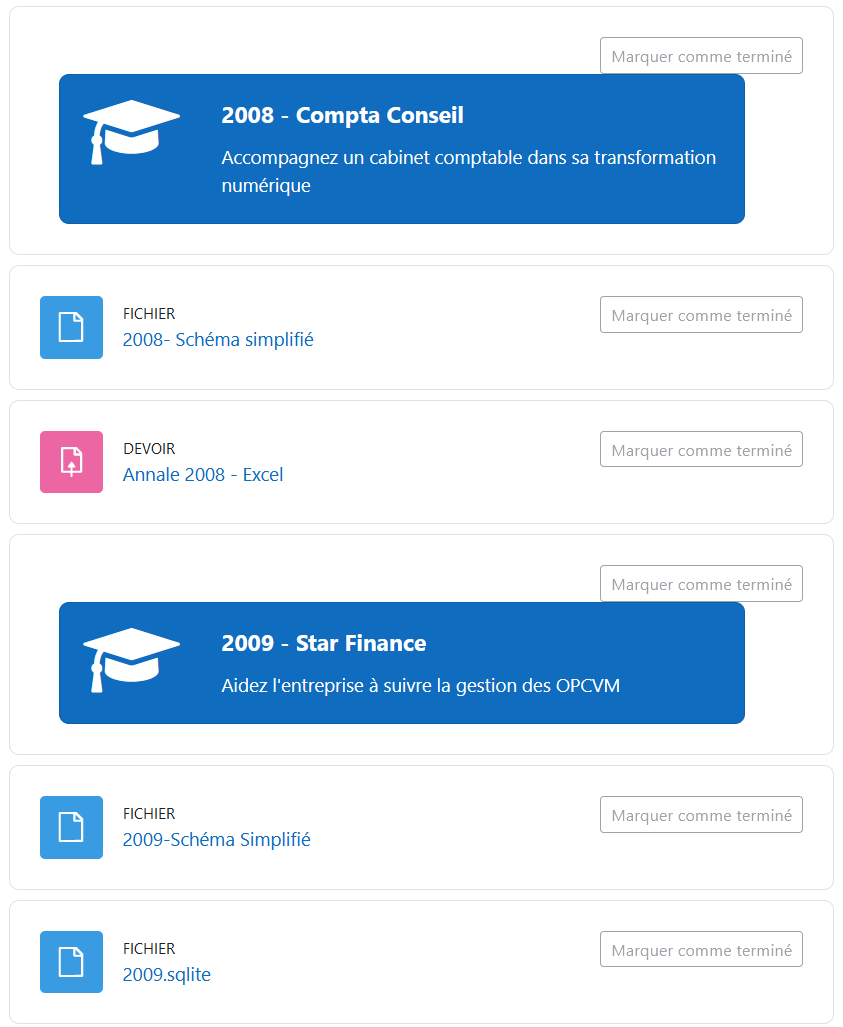 Marquer comme terminé
2008 - Compta Conseil
Accompagnez un cabinet comptable dans sa transformation
numérique
FICHIER
Marquer comme terminé
2008- Schéma simplifié
DEVOIR
Marquer comme terminé
Annale 2008 - Excel
Marquer comme terminé
2009 - Star Finance
Aidez l'entreprise à suivre la gestion des OPCVM
FICHIER
Marquer comme terminé
2009-Schéma Simplifié
FICHIER
Marquer comme terminé
2009.sqlite